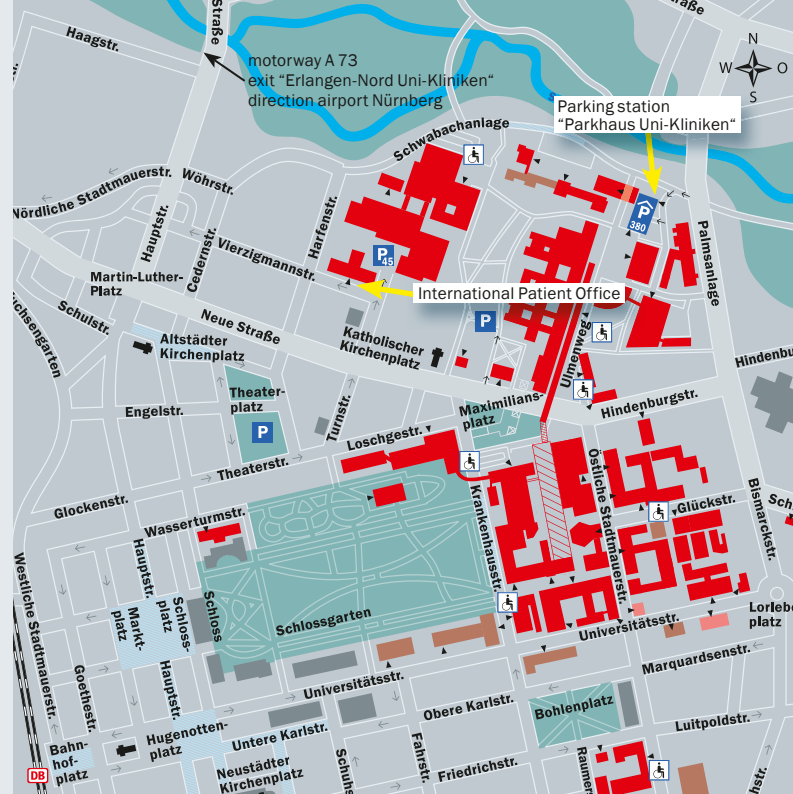 Straße
Haagstr.
motorway A 73
exit “Erlangen-Nord Uni-Kliniken“
direction airport Nürnberg
N
W
O
S
Parking station
“Parkhaus Uni-Kliniken“
Schwabachanlage
Nördliche Stadtmauerstr.
Wöhrstr.
Hauptstr.
Cedernstr.
Harfenstr.
Vierzigmannstr.
P
45
P
380
Palmsanlage
Martin-Luther-
Platz
International Patient Office
Schulstr.
Altstädter
Kirchenplatz
Neue Straße
Katholischer
Kirchenplatz
P
Ulmenweg
Engelstr.
Theater-
platz
P
Turnstr.
Maximilians-
platz
Hindenburgstr.
Loschgestr.
Theaterstr.
Glockenstr.
Wasserturmstr.
Krankenhausstr.
Östliche Stadtmauerstr.
Glückstr.
Bismarckstr.
Westliche Stadtmauerstr.
Hauptstr.
Markt-
platz
Schloss-
platz
Schloss
Schlossgarten
Universitätsstr.
Lorlebe
platz
Goethestr.
Hauptstr.
Universitätsstr.
Marquardsenstr.
Obere Karlstr.
Bohlenplatz
Luitpoldstr.
Bahn-
hof-
platz
DB
Hugenotten-
platz
Untere Karlstr.
Neustädter
Kirchenplatz
Fahrstr.
Friedrichstr.